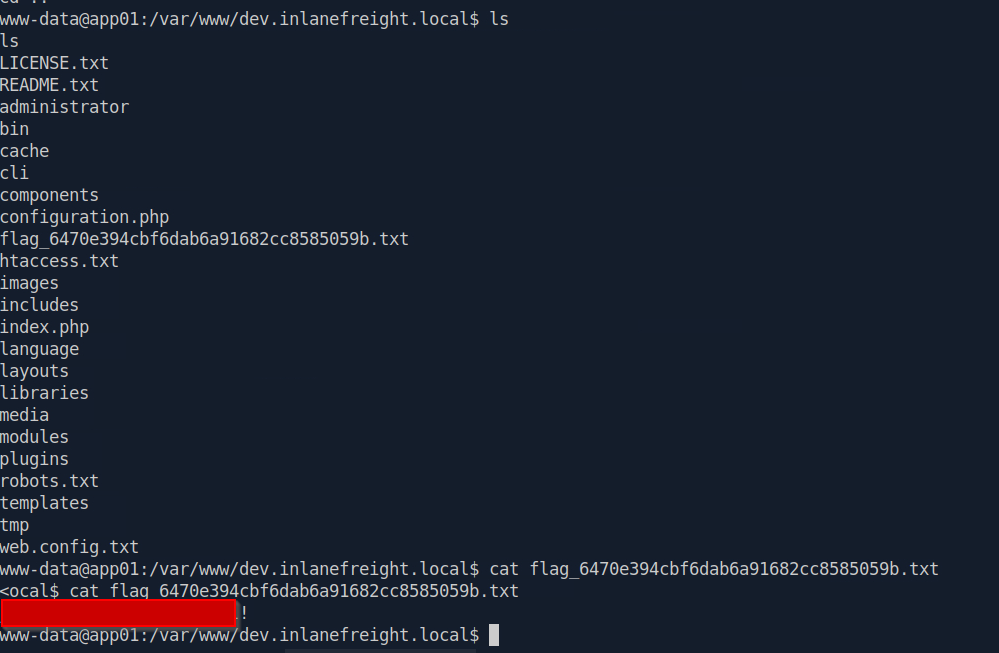 www-data@app01:/var/www/dev.inlanefreight.local$ ls
ls
LICENSE.txt
README.txt
administrator
bin
cache
cli
components
configuration.php
flag_6470e394cbf6dab6a91682cc8585059b.txt
htaccess.txt
images
includes
index.php
language
layouts
libraries
media
modules
plugins
robots.txt
templates
tmp
web.config.txt
www-data@app01:/var/www/dev.inlanefreight.local$ cat flag_6470e394cbf6dab6a91682cc8585059b.txt
<ocal$ cat flag_6470e394cbf6dab6a91682cc8585059b.txt
!
www-data@app01:/var/www/dev.inlanefreight.local$